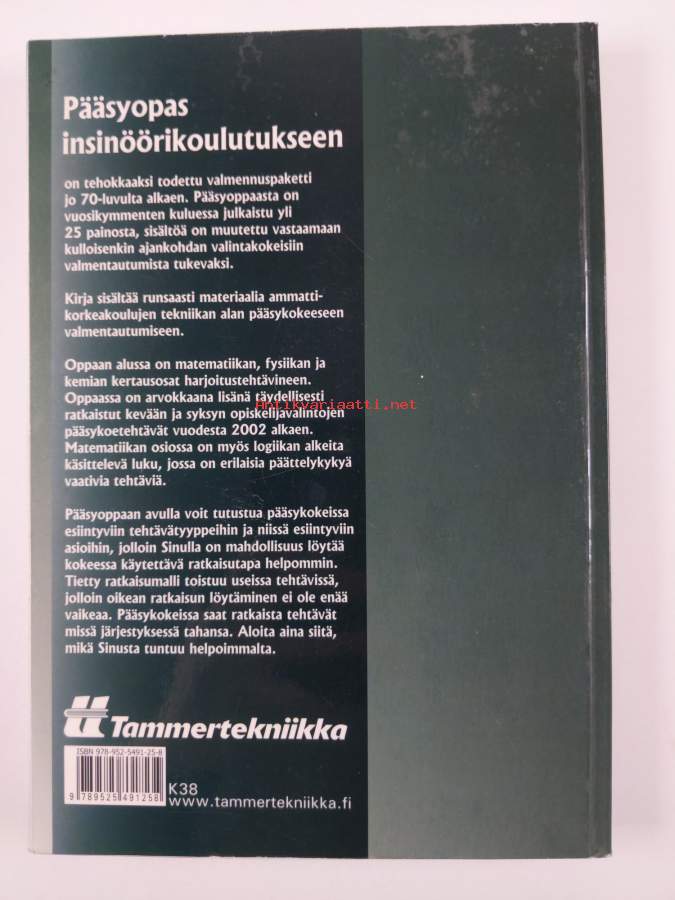 Pääsyopas
insinöörikoulutukseen
on tehokkaaksi todettu valmennuspaketti
jo 70-luvulta alkaen. Pääsyoppaasta on
vuosikymmenten kuluessa julkaistu yli
25 painosta, sisältöä on muutettu vastaamaan
kulloisenkin ajankohdan valintakokeisiin
valmentautumista tukevaksi.
Kirja sisältää runsaasti materiaalia ammatti-
korkeakoulujen tekniikan alan pääsykokeeseen
valmentautumiseen.
Oppaan alussa on matematiikan, fysiikan ja
kemian kertausosat harjoitustehtävineen.
Oppaassa on arvokkaana lisänä täydellisesti
Antikvariaatti.net
ratkaistut kevään ja syksyn opiskelijavalintojen
pääsykoetehtävät vuodesta 2002 alkaen.
Matematiikan osiossa on myös logiikan alkeita
käsittelevä luku, jossa on erilaisia päättelykykyä
vaativia tehtäviä.
Pääsyoppaan avulla voit tutustua pääsykokeissa
esiintyviin tehtävätyyppeihin ja niissä esiintyviin
asioihin, jolloin Sinulla on mahdollisuus löytää
kokeessa käytettävä ratkaisutapa helpommin.
Tietty ratkaisumalli toistuu useissa tehtävissä,
jolloin oikean ratkaisun löytäminen ei ole enää
vaikeaa. Pääsykokeissa saat ratkaista tehtävät
missä järjestyksessä tahansa. Aloita aina siitä,
mikä Sinusta tuntuu helpoimmalta.
Tammertekniikka
ISBN 978-952-5491-25-8
9 789525 491258
K38
www.tammertekniikka.fi